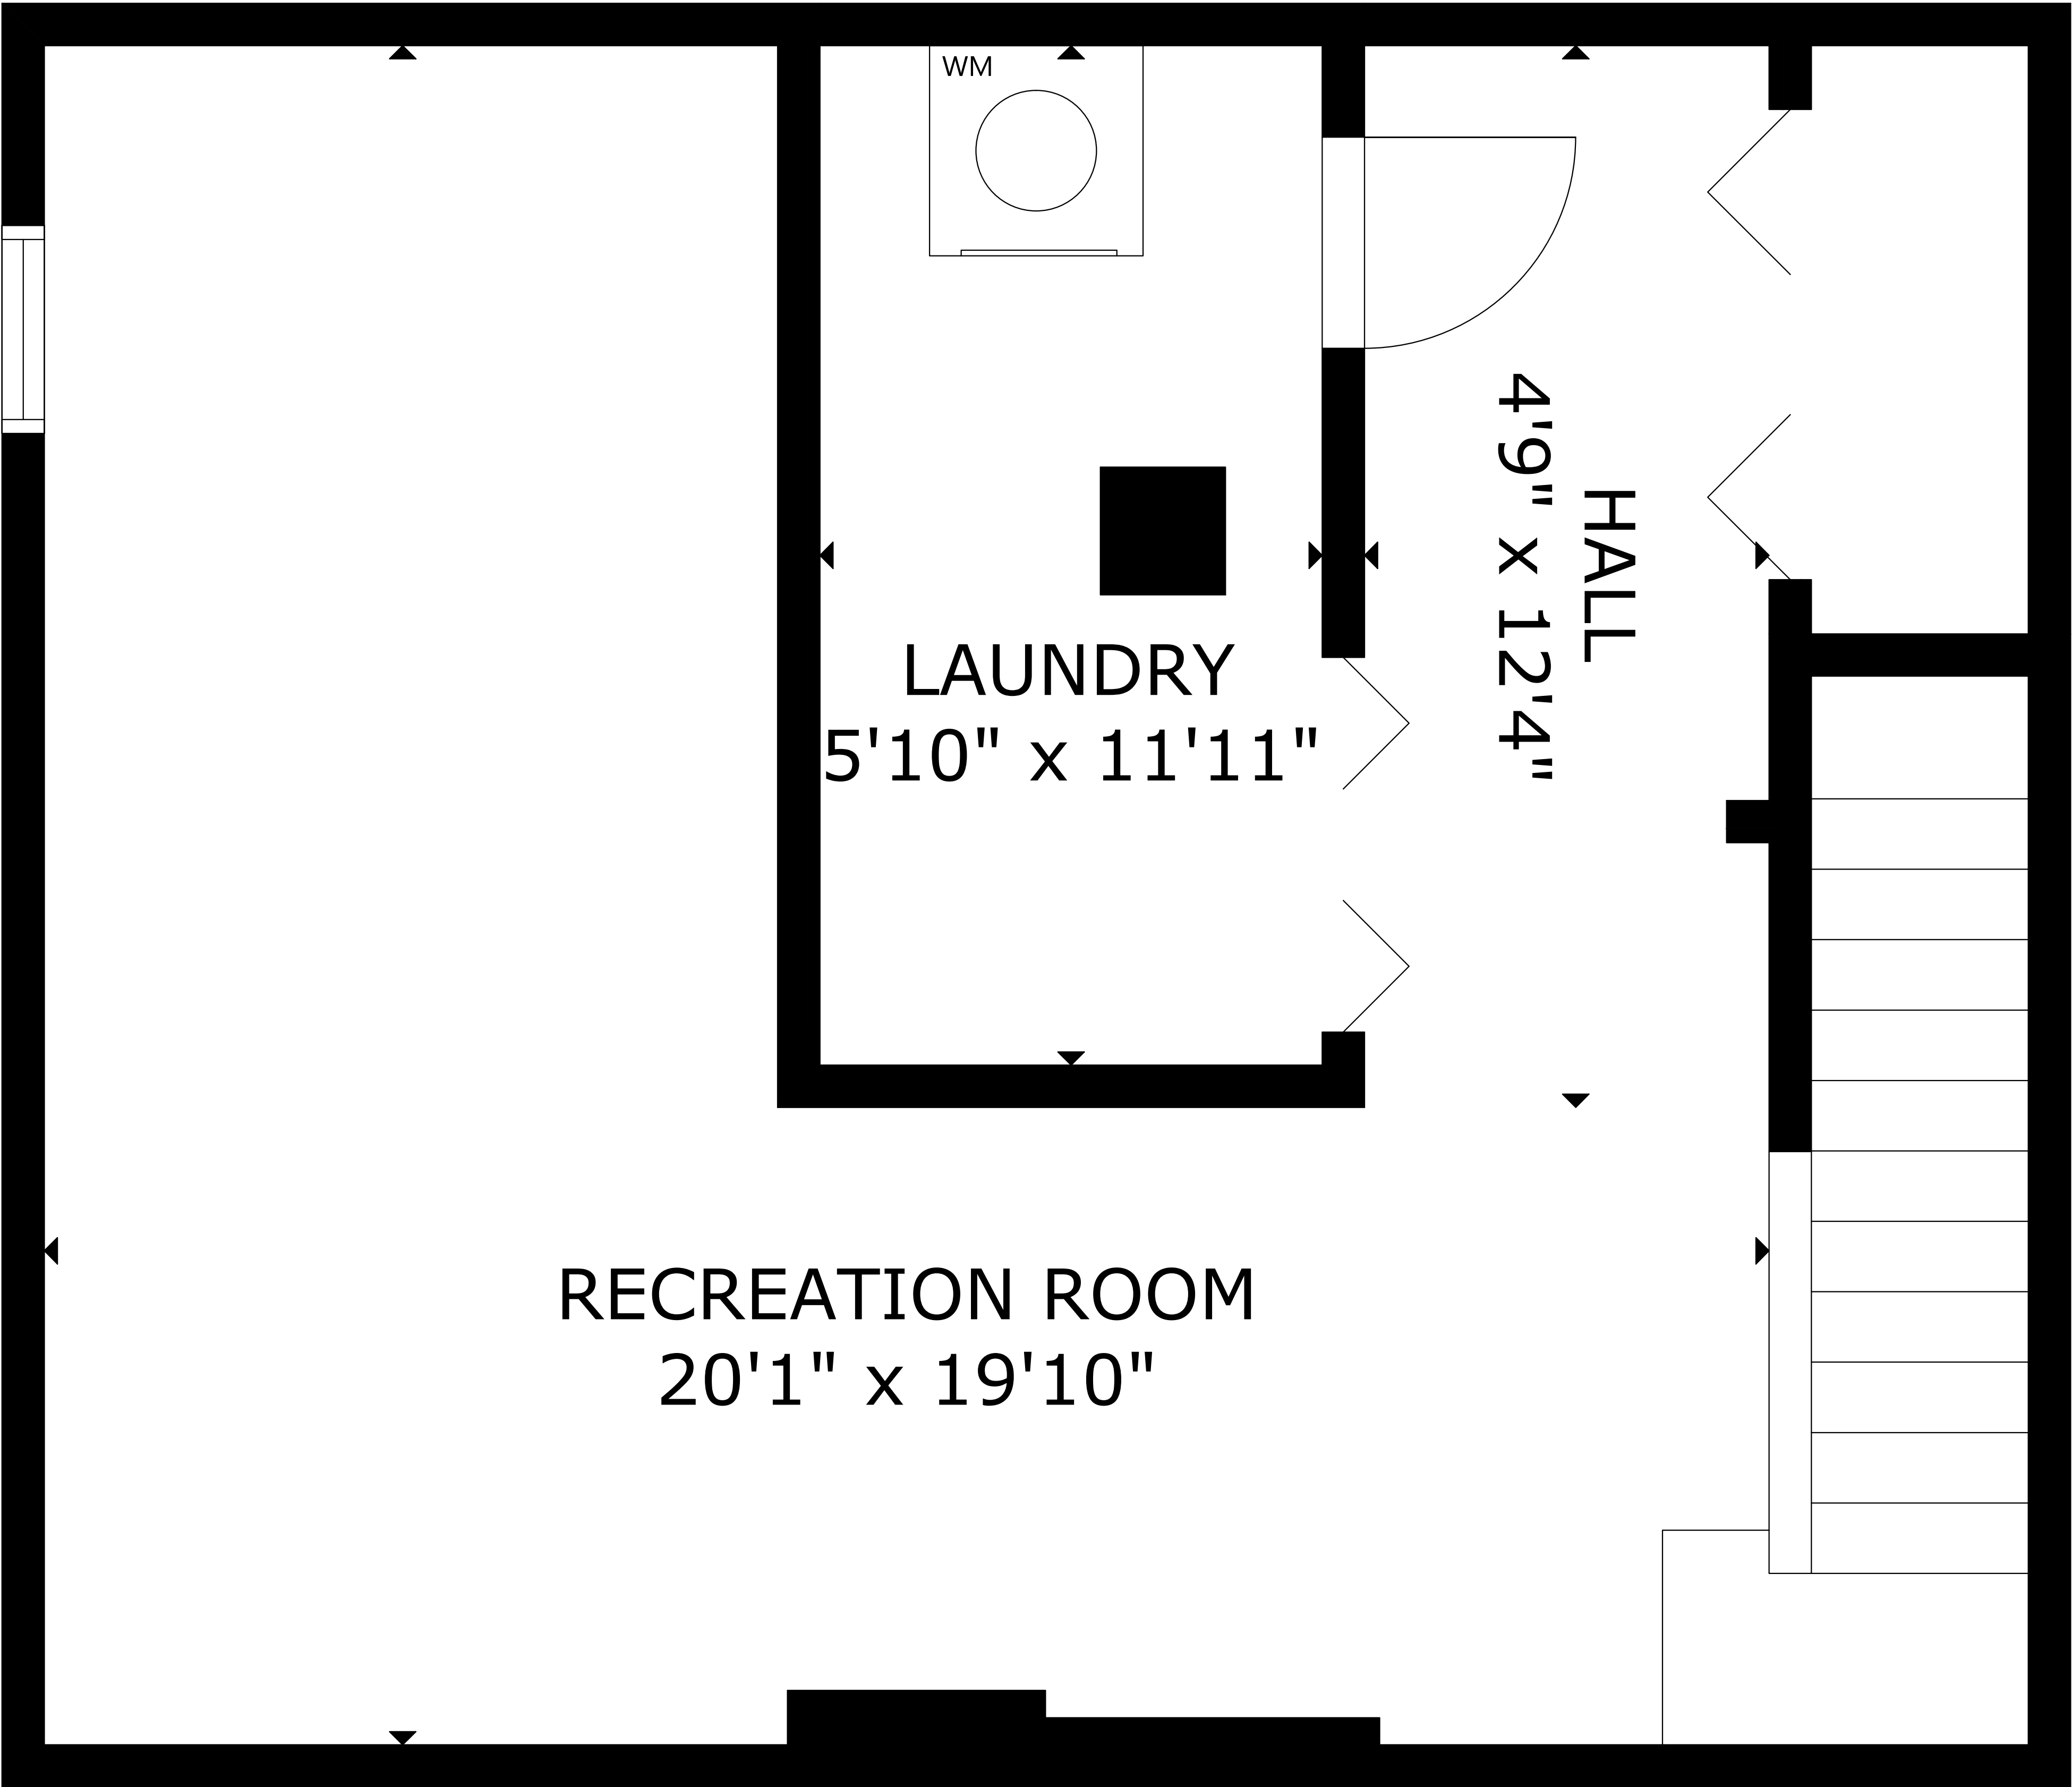 WM
HALL
4'9" x 12'4"
LAUNDRY
5'10" x 11'11"
RECREATION ROOM
20'1" x 19'10"